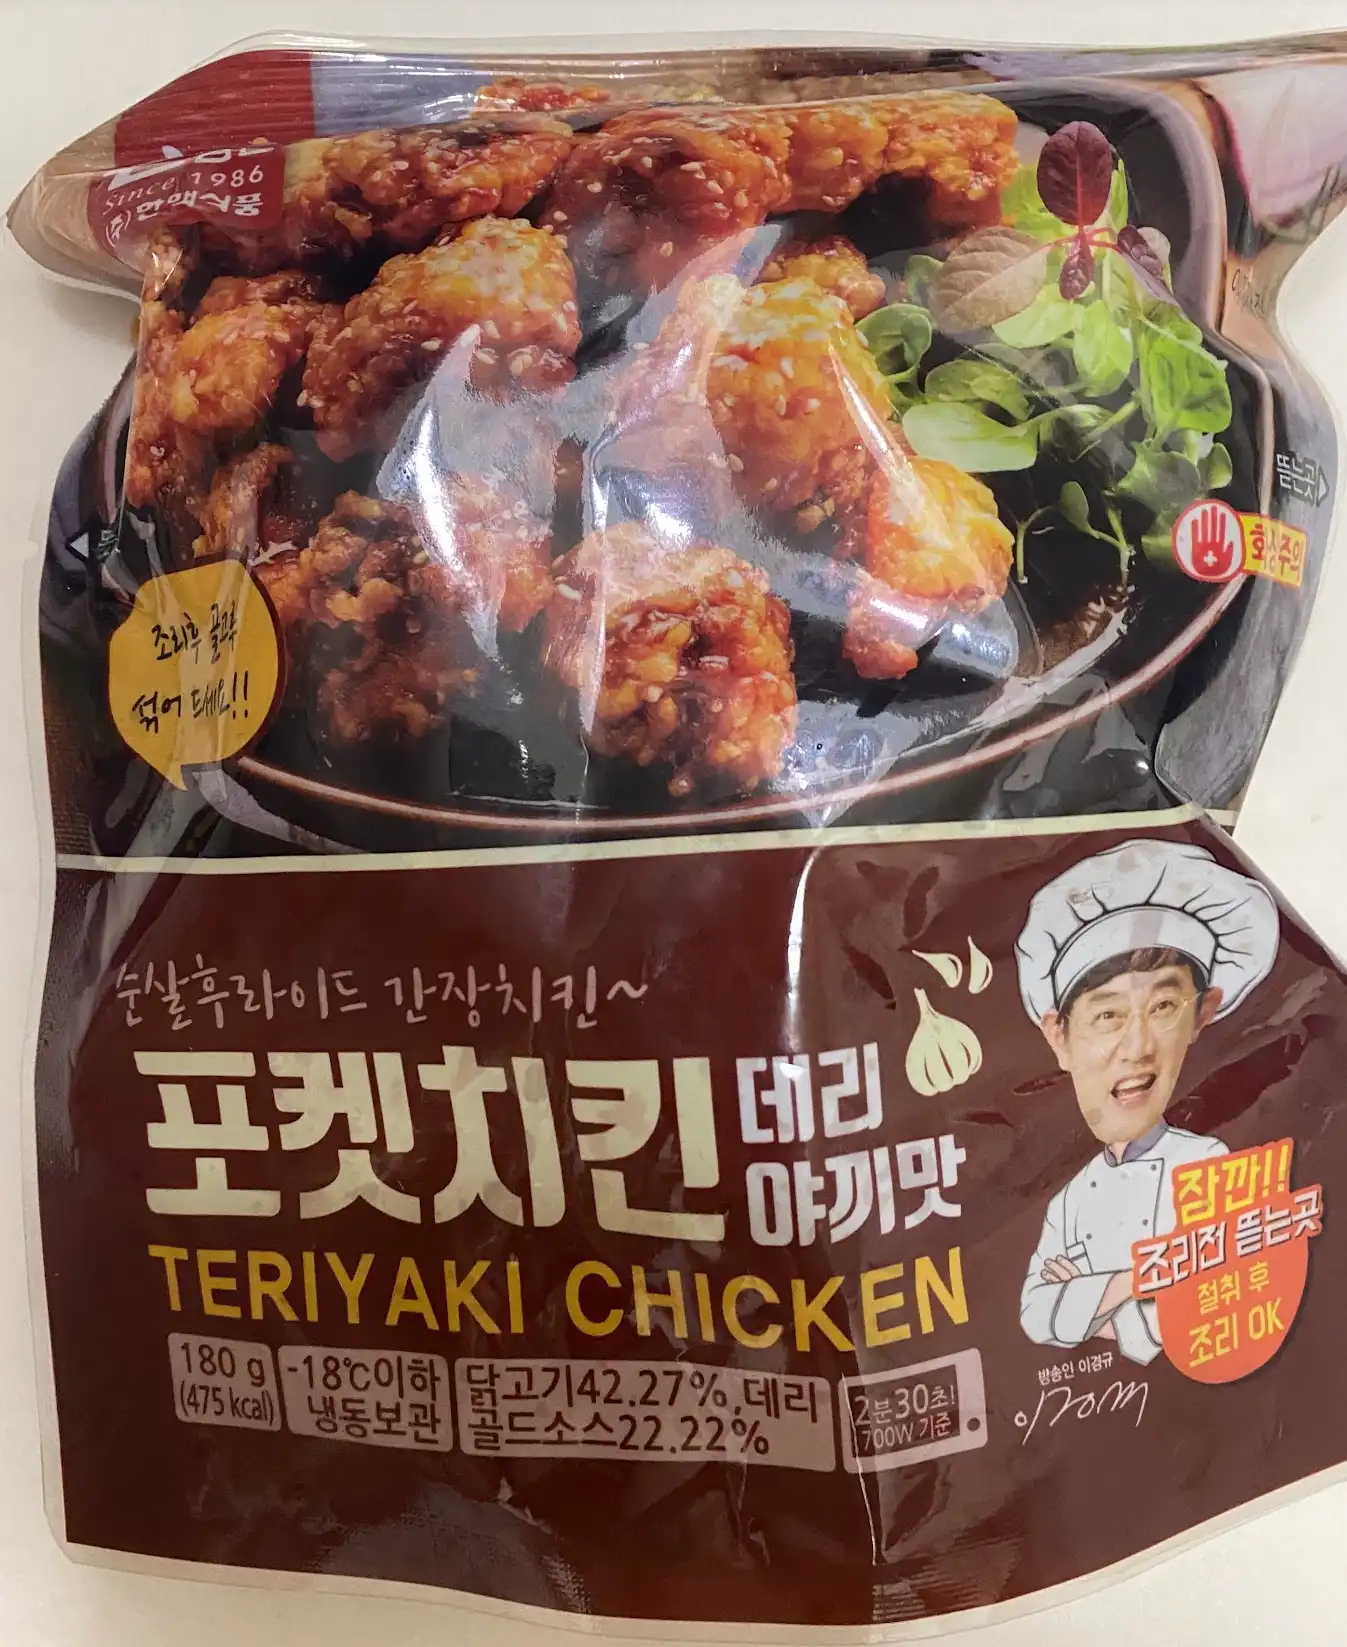 Since 1986
(주)한맥식품
뜯는곳
화상주의
조리후 골고루
섞어 드세요!!
순살후라이드 간장치킨~
포켓치킨 데리
야끼맛
TERIYAKI CHICKEN
잠깐!!
조리전 뜯는곳
절취 후
조리 OK
방송인 이경규
180 g
(475 kcal)
-18℃이하
냉동보관
닭고기42.27%,데리
골드소스22.22%
2분30초!
700W 기준